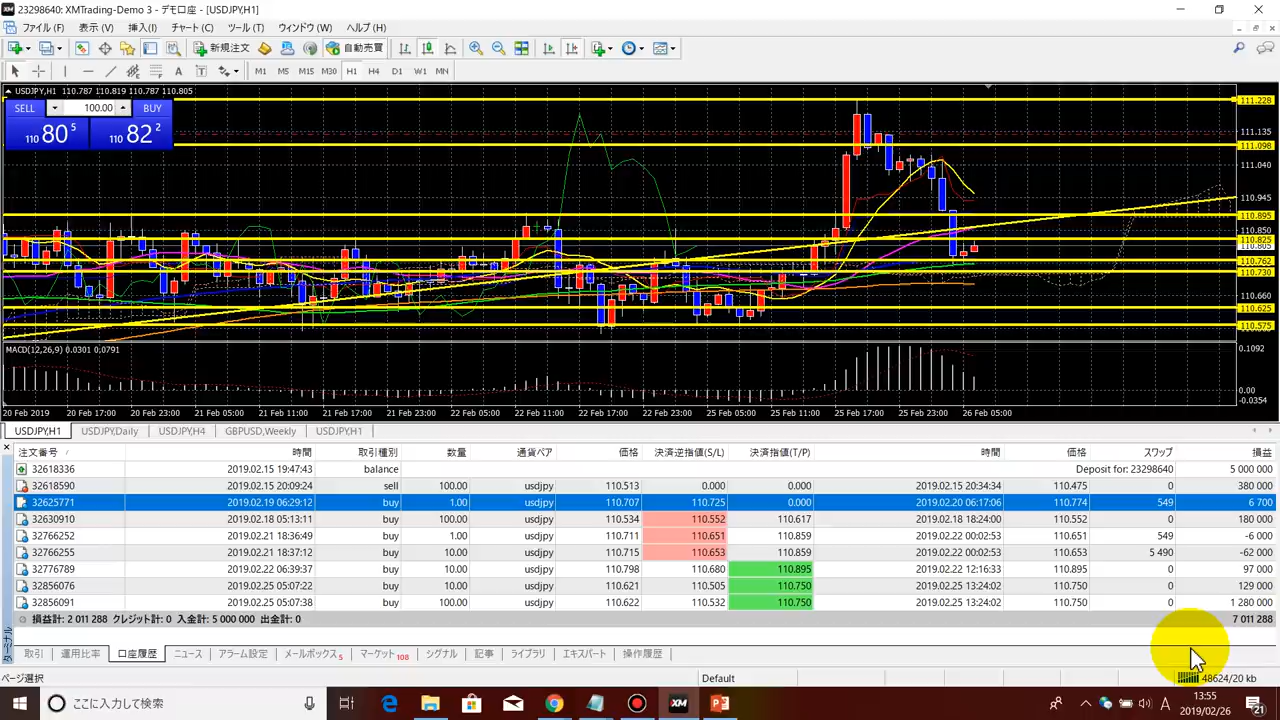 23298640: XMTrading-Demo 3 - デモ口座 - [USDJPY,H1]
ファイル (F) 表示 (V) 挿入(I) チャート (C) ツール (T) ウィンドウ (W) ヘルプ (H)
新規注文 自動売買
A T M1 M5 M15 M30 H1 H4 D1 W1 MN
USDJPY,H1 110.787 110.819 110.787 110.805
SELL 100.00 BUY
110 80 5 110 82 2
111.228
111.135
111.098
111.040
110.945
110.895
110.850
110.825
110.805
110.762
110.730
110.660
110.625
110.575
MACD(12,26,9) 0.0301 0.0791
0.1092
0.00
-0.0354
20 Feb 2019 20 Feb 17:00 20 Feb 23:00 21 Feb 05:00 21 Feb 11:00 21 Feb 17:00 21 Feb 23:00 22 Feb 05:00 22 Feb 11:00 22 Feb 17:00 22 Feb 23:00 25 Feb 05:00 25 Feb 11:00 25 Feb 17:00 25 Feb 23:00 26 Feb 05:00
USDJPY,H1 USDJPY,Daily USDJPY,H4 GBPUSD,Weekly USDJPY,H1
注文番号 / 時間 取引種別 数量 通貨ペア 価格 決済逆指値(S/L) 決済指値(T/P) 時間 価格 スワップ 損益
32618336 2019.02.15 19:47:43 balance Deposit for: 23298640 5 000 000
32618590 2019.02.15 20:09:24 sell 100.00 usdjpy 110.513 0.000 0.000 2019.02.15 20:34:34 110.475 0 380 000
32625771 2019.02.19 06:29:12 buy 1.00 usdjpy 110.707 110.725 0.000 2019.02.20 06:17:06 110.774 549 6 700
32630910 2019.02.18 05:13:11 buy 100.00 usdjpy 110.534 110.552 110.617 2019.02.18 18:24:00 110.552 0 180 000
32766252 2019.02.21 18:36:49 buy 1.00 usdjpy 110.711 110.651 110.859 2019.02.22 00:02:53 110.651 549 -6 000
32766255 2019.02.21 18:37:12 buy 10.00 usdjpy 110.715 110.653 110.859 2019.02.22 00:02:53 110.653 5 490 -62 000
32776789 2019.02.22 06:39:37 buy 10.00 usdjpy 110.798 110.680 110.895 2019.02.22 12:16:33 110.895 0 97 000
32856076 2019.02.25 05:07:22 buy 10.00 usdjpy 110.621 110.505 110.750 2019.02.25 13:24:02 110.750 0 129 000
32856091 2019.02.25 05:07:38 buy 100.00 usdjpy 110.622 110.532 110.750 2019.02.25 13:24:02 110.750 0 1 280 000
損益計: 2 011 288 クレジット計: 0 入金計: 5 000 000 出金計: 0 7 011 288
ターミナル
取引 運用比率 口座履歴 ニュース アラーム設定 メールボックス 5 マーケット 108 シグナル 記事 ライブラリ エキスパート 操作履歴
ページ選択 Default 48624/20 kb
ここに入力して検索 XM A 13:55
2019/02/26 21